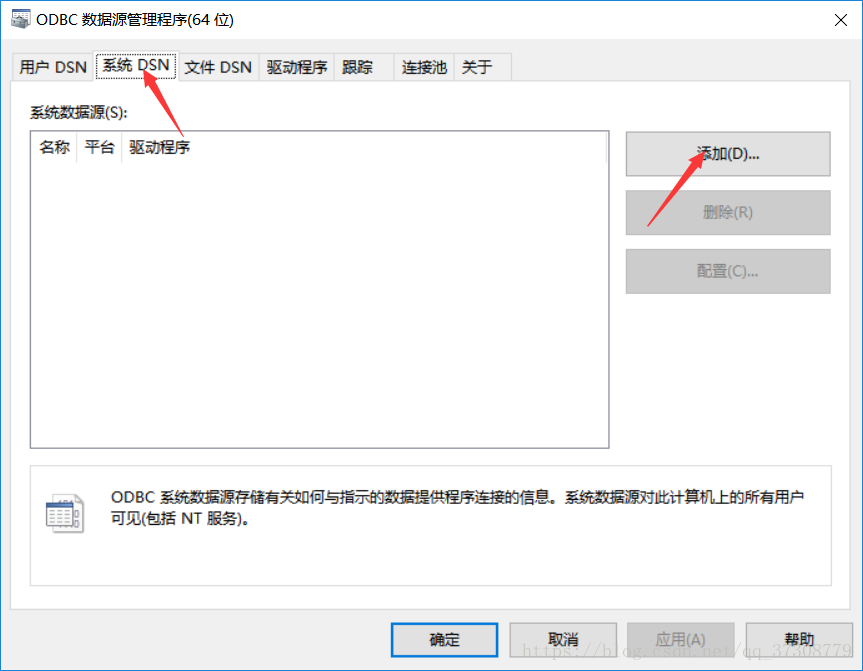 ODBC 数据源管理程序(64 位)
用户 DSN 系统 DSN 文件 DSN 驱动程序 跟踪 连接池 关于
系统数据源(S):
名称 平台 驱动程序
添加(D)...
删除(R)
配置(C)...
ODBC 系统数据源存储有关如何与指示的数据提供程序连接的信息。系统数据源对此计算机上的所有用户
可见(包括 NT 服务)。
确定 取消 应用(A) 帮助
https://blog.csdn.net/qq_37308779